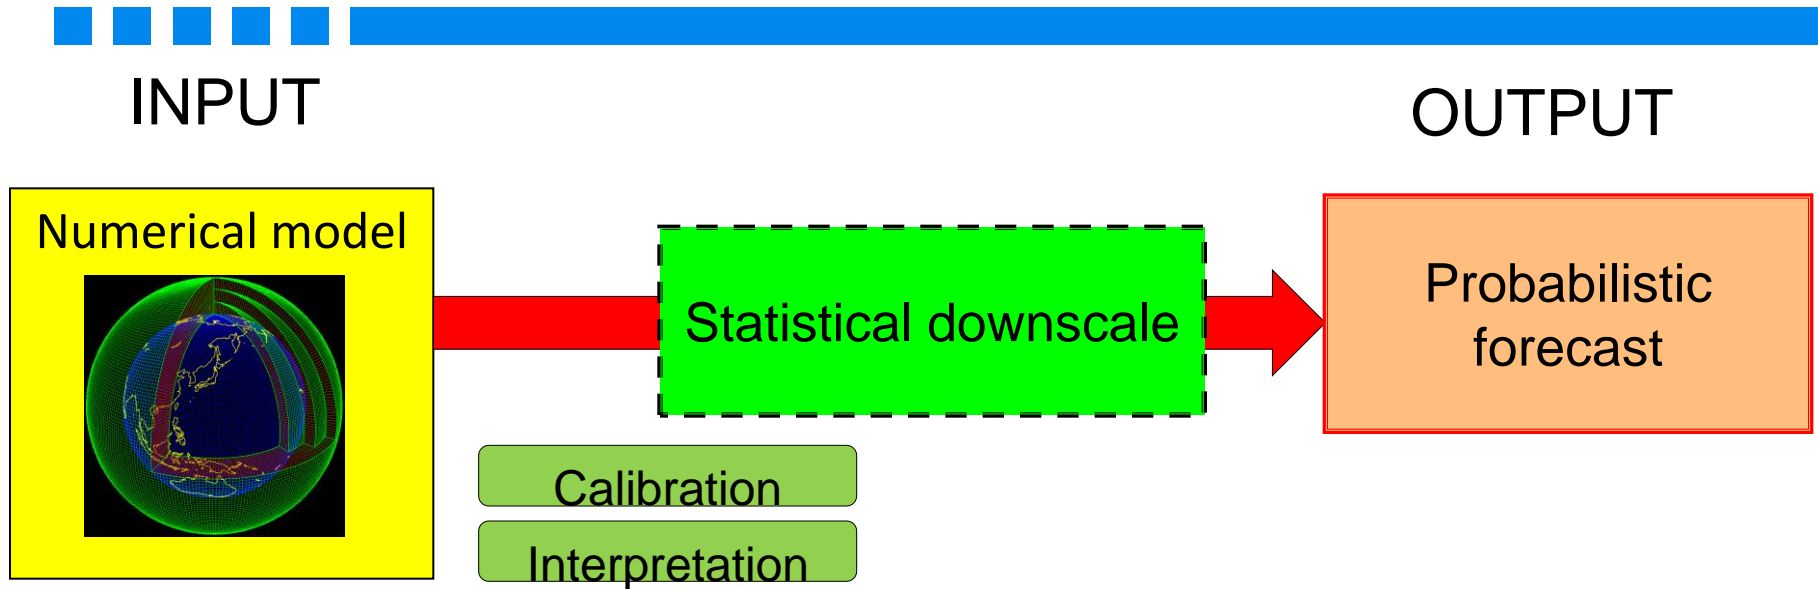 INPUT
OUTPUT
Numerical model
Statistical downscale
Probabilistic
forecast
Calibration
Interpretation